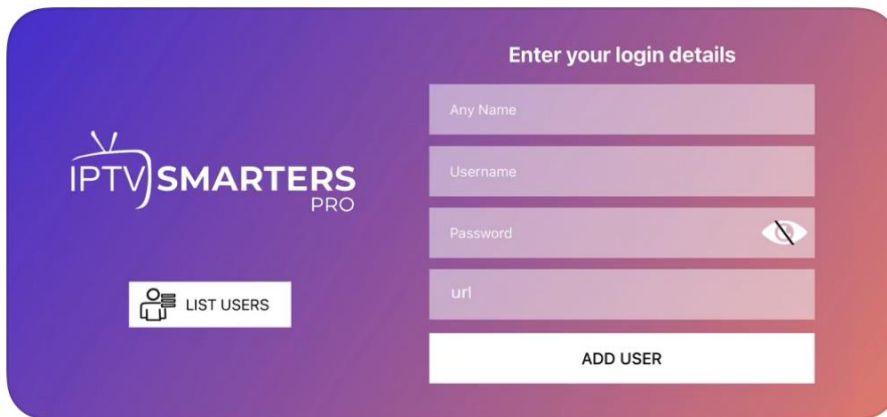 IPTV SMARTERS
PRO
LIST USERS
Enter your login details
Any Name
Username
Password
url
ADD USER